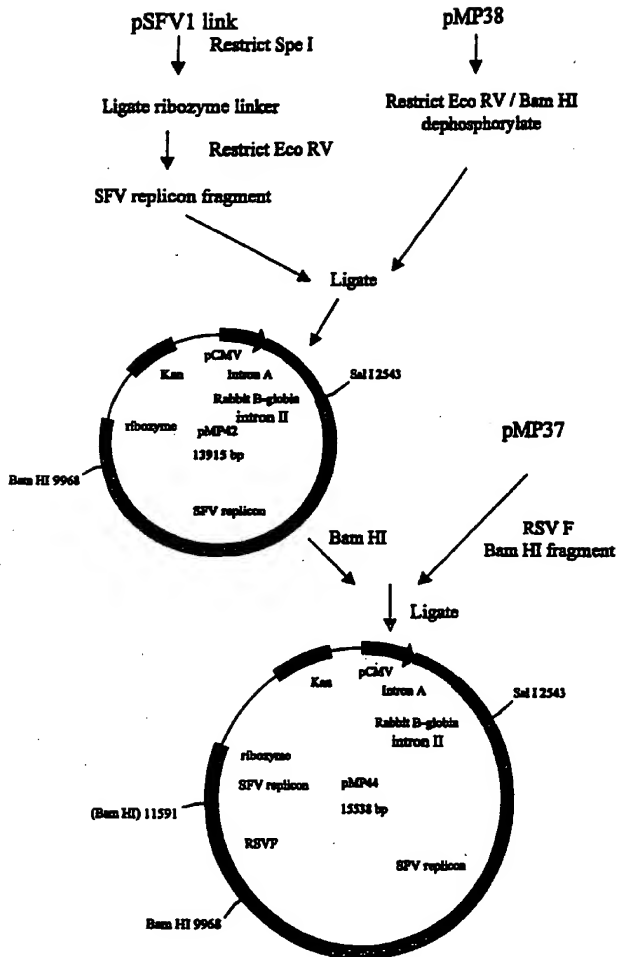 pSFV1 link
Restrict Spe I
Ligate ribozyme linker
Restrict Eco RV
SFV replicon fragment
pMP38
Restrict Eco RV / Bam HI
dephosphorylate
Ligate
pCMV
Kan
Intron A
Sal I 2543
Rabbit B-globin
intron II
ribozyme
pMP42
13915 bp
Bam HI 9968
SFV replicon
pMP37
Bam HI
RSV F
Bam HI fragment
Ligate
pCMV
Kan
Intron A
Sal I 2543
Rabbit B-globin
intron II
ribozyme
SFV replicon
pMP44
15538 bp
(Bam HI) 11591
RSVF
SFV replicon
Bam HI 9968